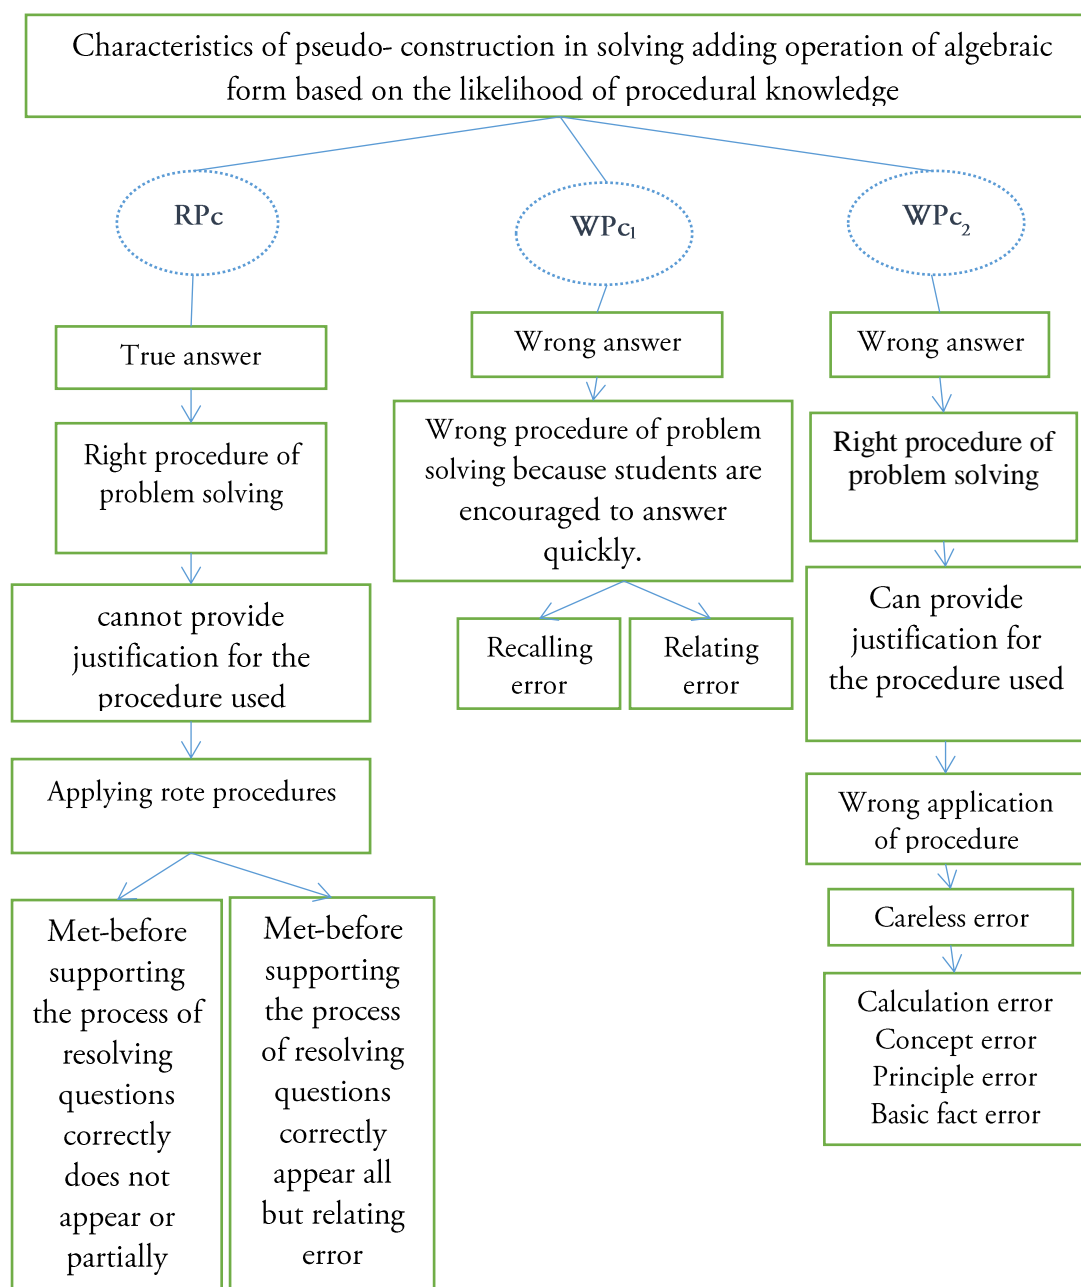 Characteristics of pseudo- construction in solving adding operation of algebraic
form based on the likelihood of procedural knowledge
RPc
WPc₁
WPc₂
True answer
Right procedure of
problem solving
cannot provide
justification for the
procedure used
Applying rote procedures
Met-before
supporting
the process of
resolving
questions
correctly
does not
appear or
partially
Met-before
supporting
the process
of resolving
questions
correctly
appear all
but relating
error
Wrong answer
Wrong procedure of problem
solving because students are
encouraged to answer
quickly.
Recalling
error
Relating
error
Wrong answer
Right procedure of
problem solving
Can provide
justification for
the procedure used
Wrong application
of procedure
Careless error
Calculation error
Concept error
Principle error
Basic fact error